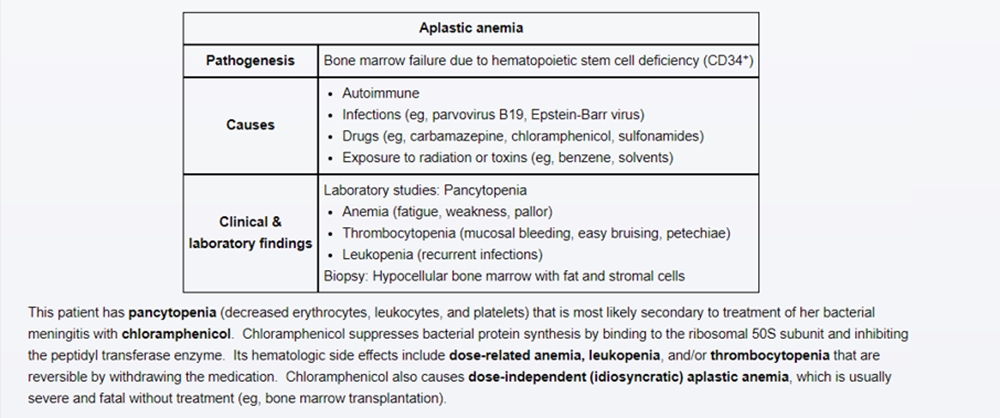 Aplastic anemia
Pathogenesis
Bone marrow failure due to hematopoietic stem cell deficiency (CD34⁺)
Causes
• Autoimmune
• Infections (eg, parvovirus B19, Epstein-Barr virus)
• Drugs (eg, carbamazepine, chloramphenicol, sulfonamides)
• Exposure to radiation or toxins (eg, benzene, solvents)
Clinical &
laboratory findings
Laboratory studies: Pancytopenia
• Anemia (fatigue, weakness, pallor)
• Thrombocytopenia (mucosal bleeding, easy bruising, petechiae)
• Leukopenia (recurrent infections)
Biopsy: Hypocellular bone marrow with fat and stromal cells
This patient has pancytopenia (decreased erythrocytes, leukocytes, and platelets) that is most likely secondary to treatment of her bacterial
meningitis with chloramphenicol. Chloramphenicol suppresses bacterial protein synthesis by binding to the ribosomal 50S subunit and inhibiting
the peptidyl transferase enzyme. Its hematologic side effects include dose-related anemia, leukopenia, and/or thrombocytopenia that are
reversible by withdrawing the medication. Chloramphenicol also causes dose-independent (idiosyncratic) aplastic anemia, which is usually
severe and fatal without treatment (eg, bone marrow transplantation).